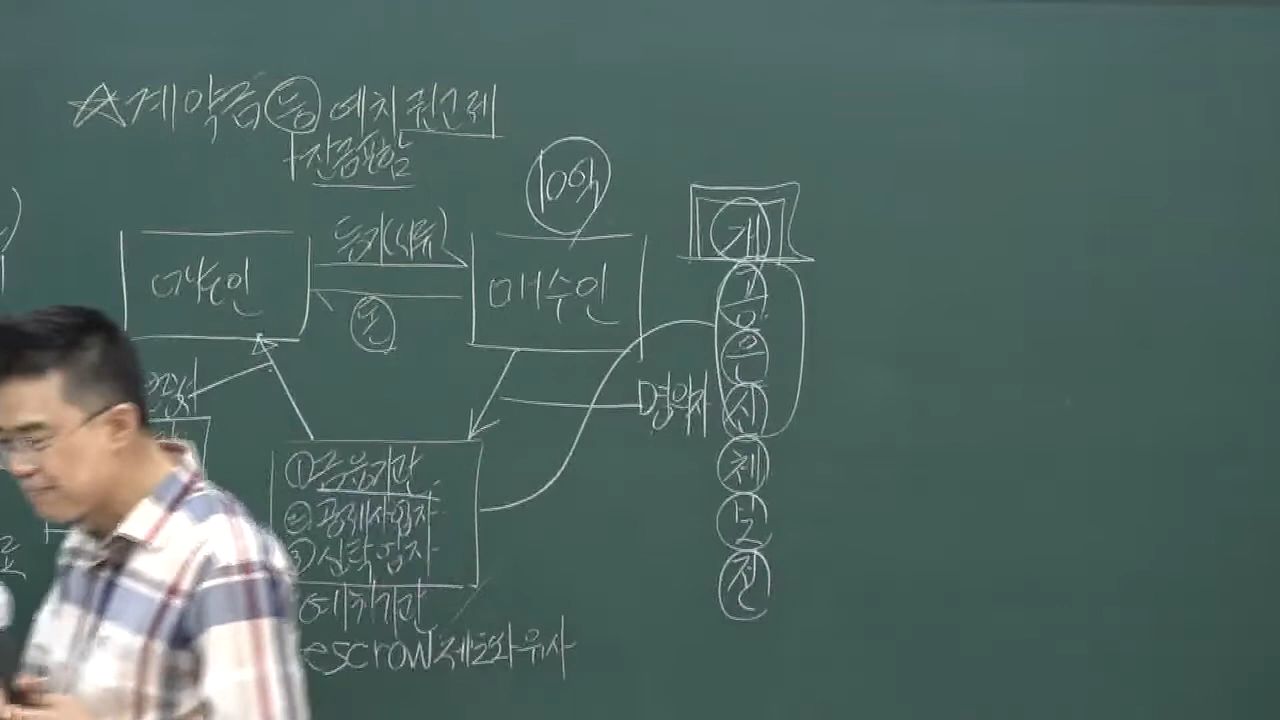 ☆계약금 등 예치 권고제
+잔금포함
10억
등기(서류)
매도인
매수인
돈
명의자
①금융기관
②공제사업자
③신탁업자
예치기관
escrow제도와 유사
개
공
은
신
체
보
전